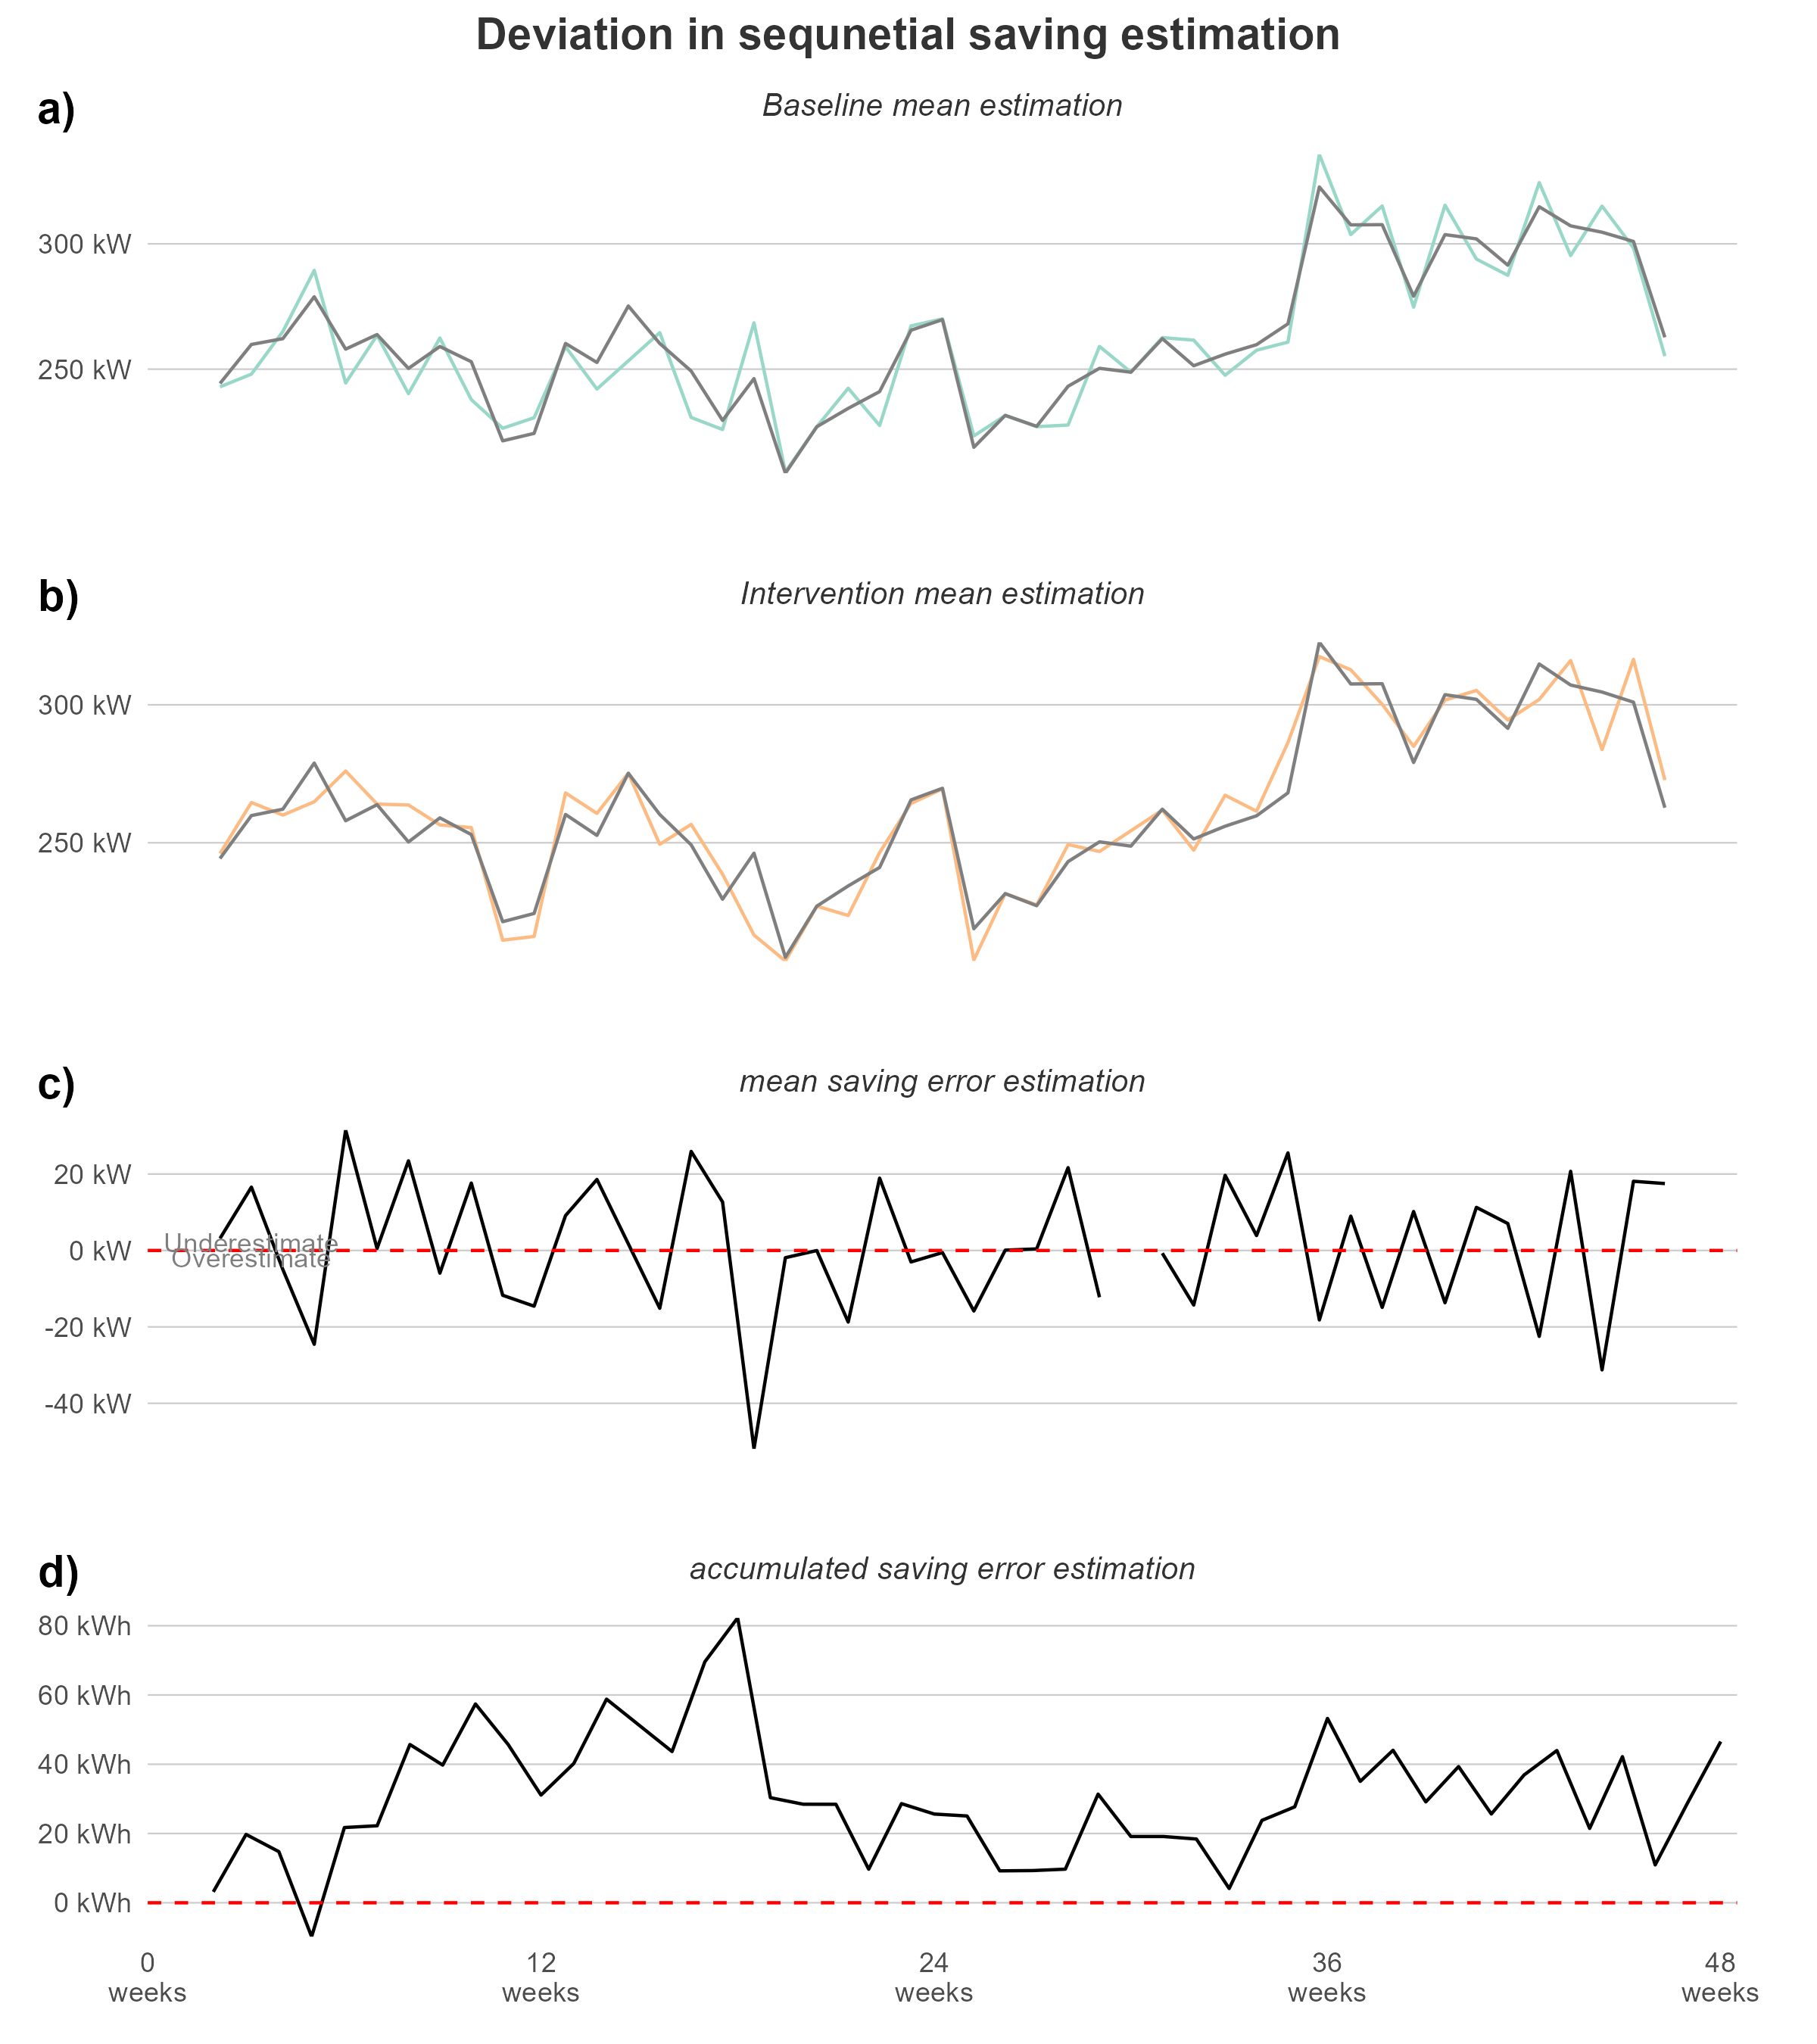 Deviation in sequnetial saving estimation
a)
Baseline mean estimation
300 kW
250 kW
b)
Intervention mean estimation
300 kW
250 kW
c)
mean saving error estimation
20 kW
Underestimate
0 kW
Overestimate
-20 kW
-40 kW
d)
accumulated saving error estimation
80 kWh
60 kWh
40 kWh
20 kWh
0 kWh
0 12 24 36 48
weeks weeks weeks weeks weeks